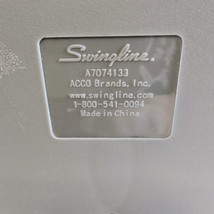 Swingline.
A7074133
ACCO Brands, Inc.
www.swingline.com
1-800-541-0094
Made in China